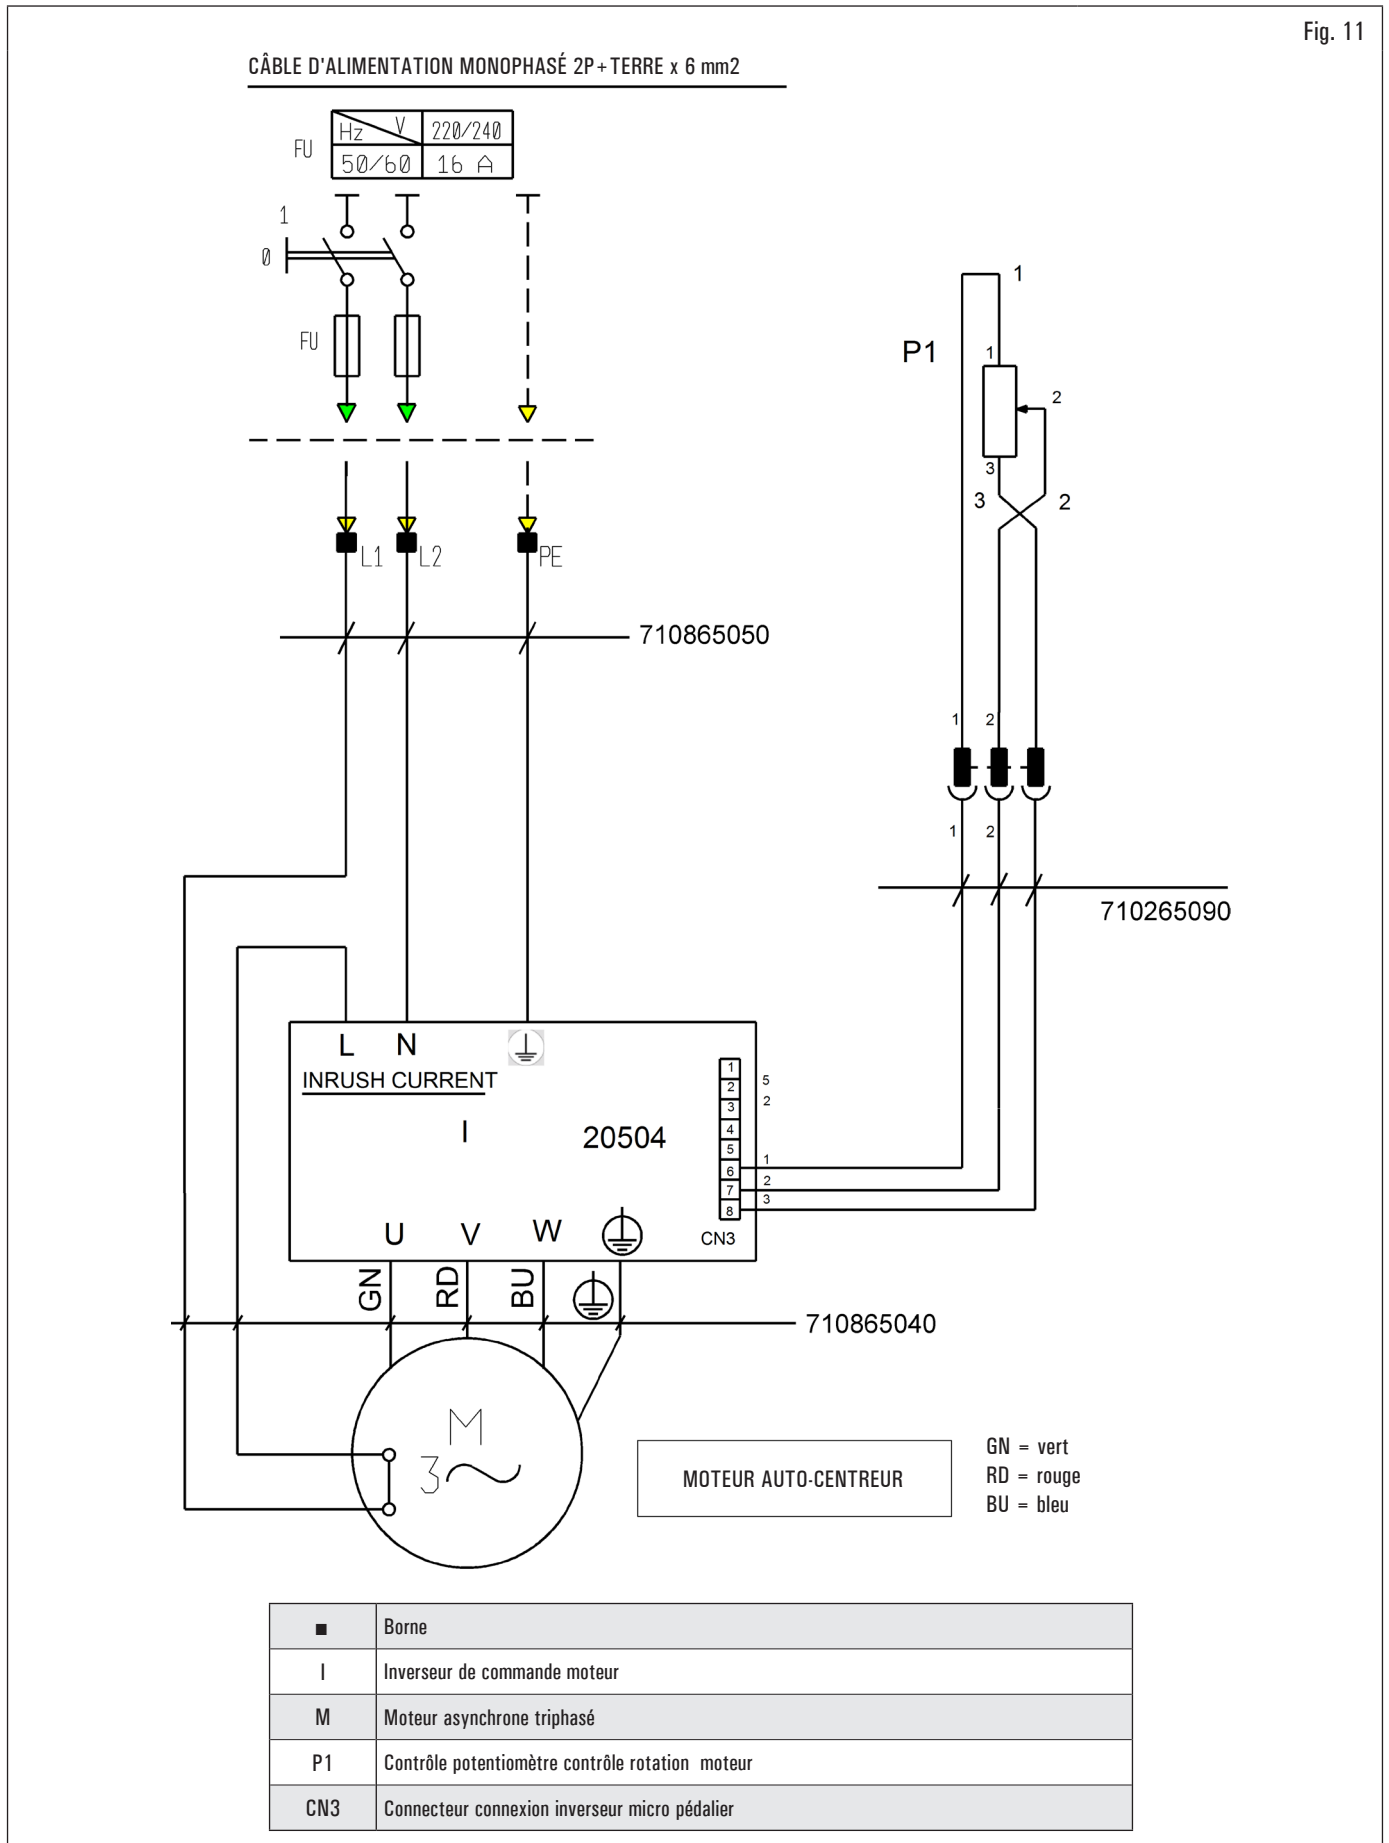 Fig. 11
CÂBLE D'ALIMENTATION MONOPHASÉ 2P+TERRE x 6 mm2
FU
Hz V 220/240
50/60 16 A
1
0
FU
L1 L2 PE
710865050
1
P1
1
2
3
3 2
1 2
1 2
710265090
L N
INRUSH CURRENT
I 20504
1
2
3
4
5
6
7
8
5
2
1
2
3
CN3
U V W
GN RD BU
710865040
M
3
MOTEUR AUTO-CENTREUR
GN = vert
RD = rouge
BU = bleu
■ Borne
I Inverseur de commande moteur
M Moteur asynchrone triphasé
P1 Contrôle potentiomètre contrôle rotation moteur
CN3 Connecteur connexion inverseur micro pédalier